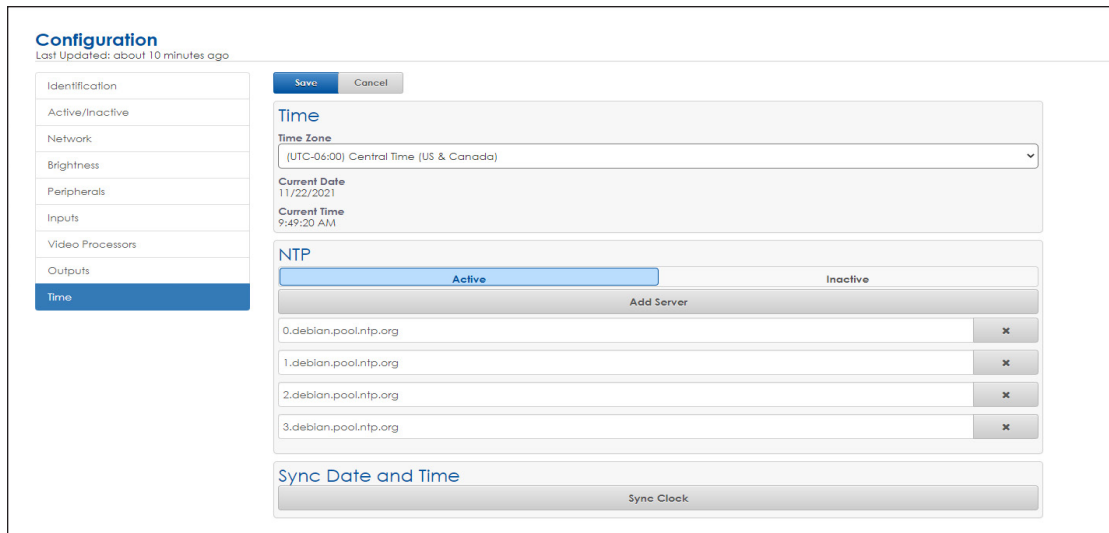 Configuration
Last Updated: about 10 minutes ago
Identification
Active/Inactive
Network
Brightness
Peripherals
Inputs
Video Processors
Outputs
Time
Save Cancel
Time
Time Zone
(UTC-06:00) Central Time (US & Canada)
Current Date
11/22/2021
Current Time
9:49:20 AM
NTP
Active Inactive
Add Server
0.debian.pool.ntp.org
1.debian.pool.ntp.org
2.debian.pool.ntp.org
3.debian.pool.ntp.org
Sync Date and Time
Sync Clock